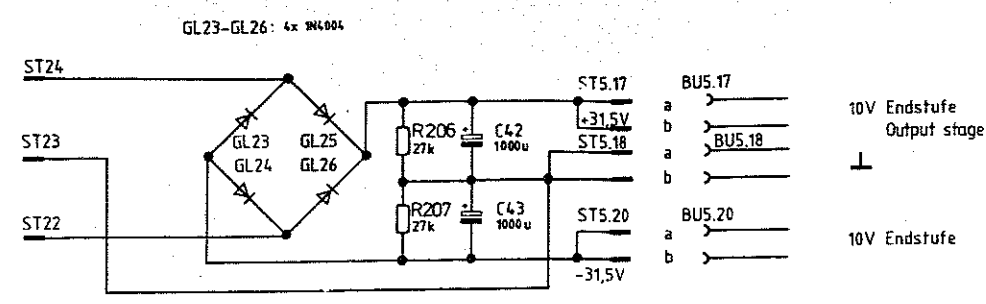 GL23-GL26: 4x 1N4004
ST24
ST5.17
BU5.17
a
10V Endstufe
+31,5V
b
Output stage
GL23
GL25
R206
27k
+
C42
1000u
ST23
ST5.18
a
BU5.18
GL24
GL26
b
ST22
R207
27k
+
C43
1000u
ST5.20
BU5.20
a
b
10V Endstufe
-31,5V